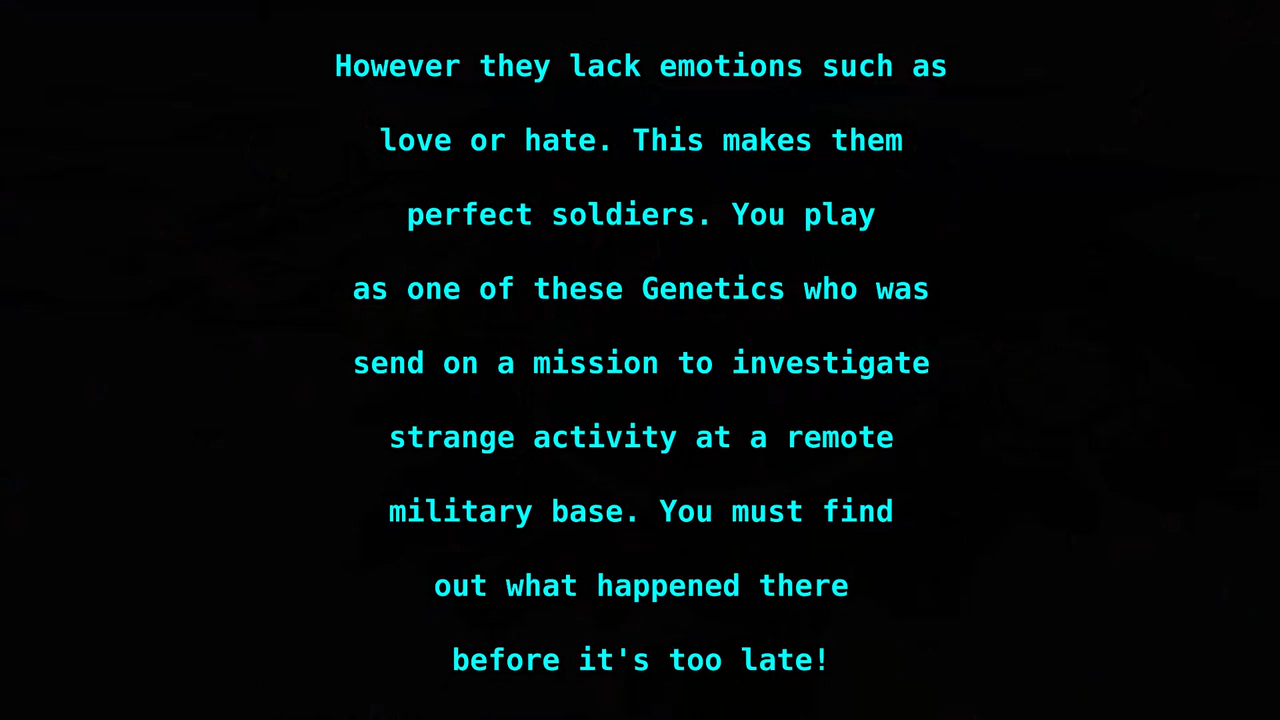 However they lack emotions such as
love or hate. This makes them
perfect soldiers. You play
as one of these Genetics who was
send on a mission to investigate
strange activity at a remote
military base. You must find
out what happened there
before it's too late!